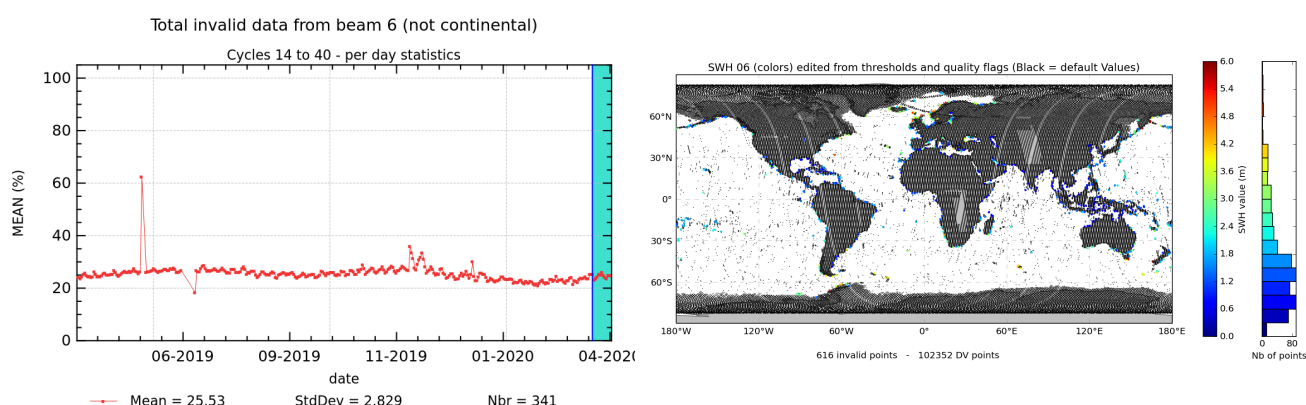 Total invalid data from beam 6 (not continental)
Cycles 14 to 40 - per day statistics
100
80
60
40
20
0
MEAN (%)
06-2019 09-2019 11-2019 01-2020 04-202
date
Mean = 25.53 StdDev = 2.829 Nbr = 341
SWH 06 (colors) edited from thresholds and quality flags (Black = default Values)
60°N
30°N
0°
30°S
60°S
180°W 120°W 60°W 0° 60°E 120°E 180°E
616 invalid points - 102352 DV points
6.0
5.4
4.8
4.2
3.6
3.0
2.4
1.8
1.2
0.6
0.0
SWH value (m)
0 80
Nb of points